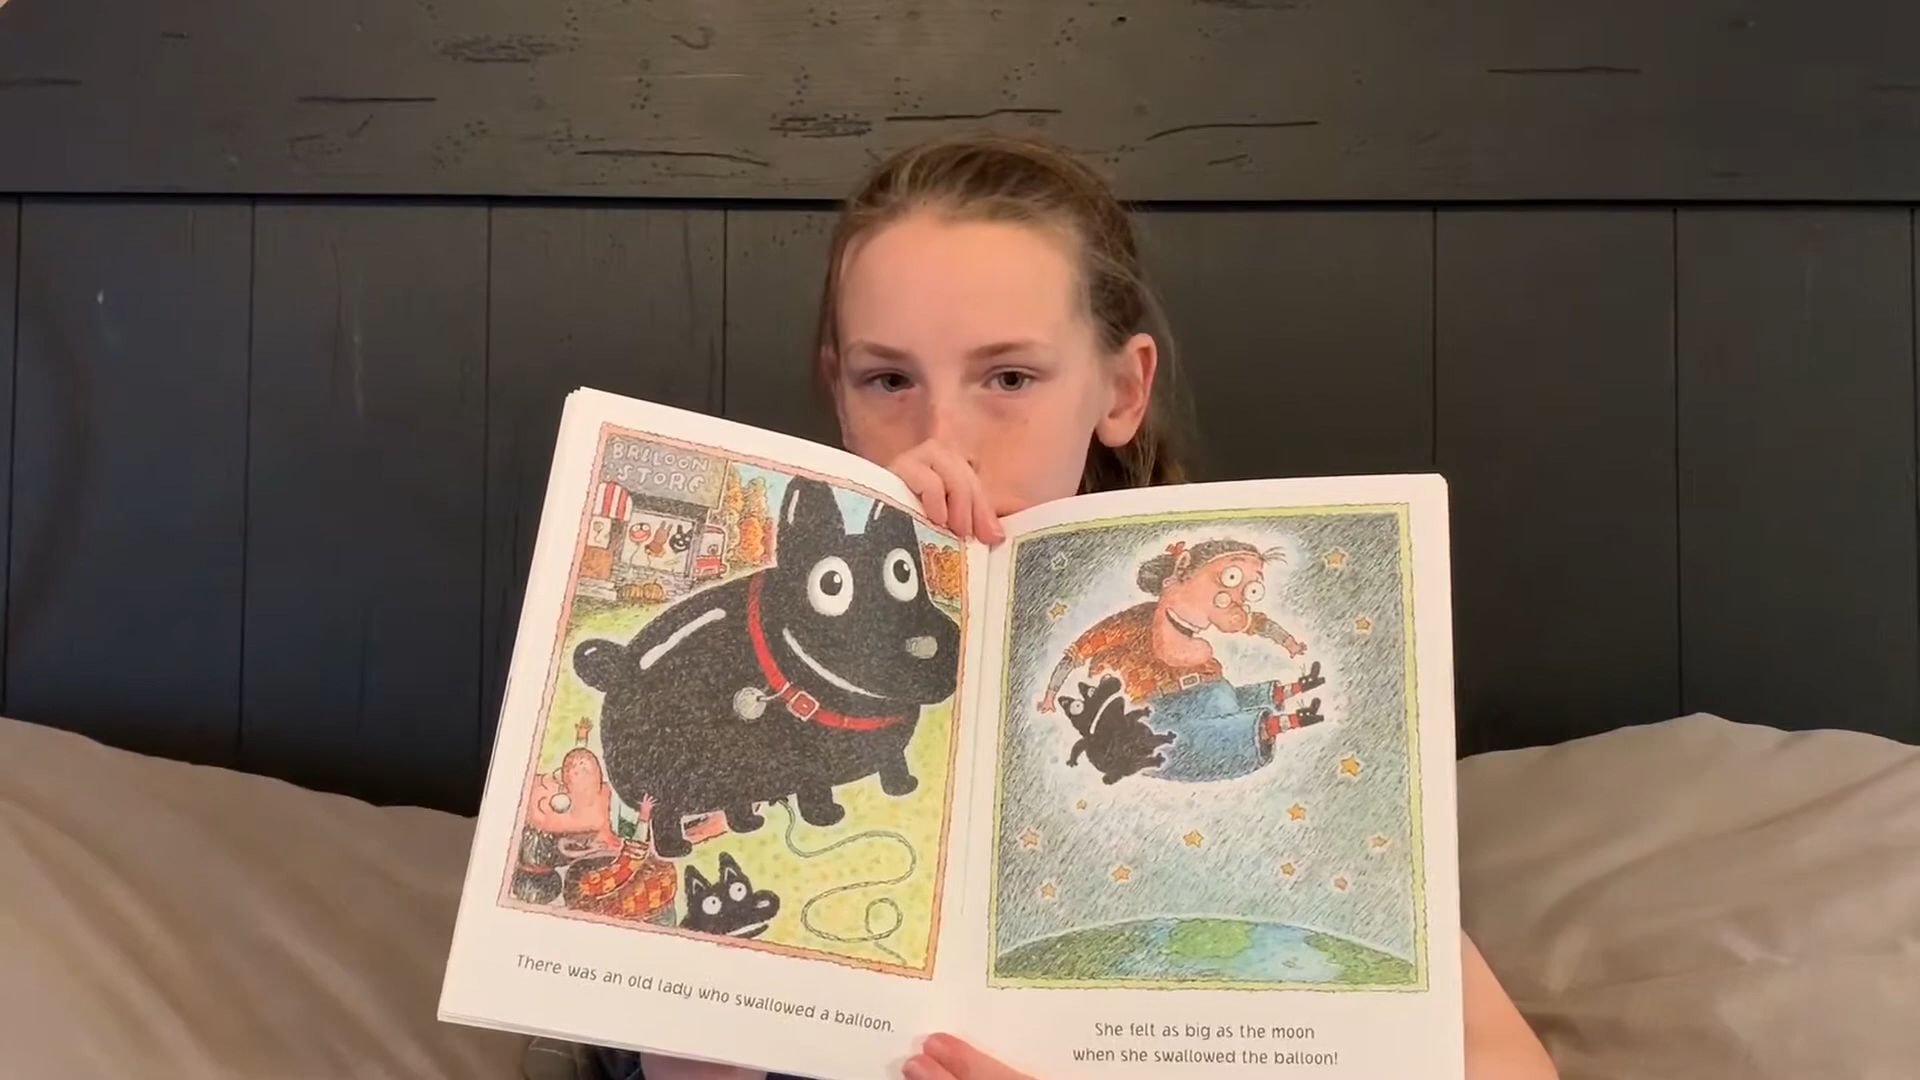 BALLOON
STORE
There was an old lady who swallowed a balloon.
She felt as big as the moon
when she swallowed the balloon!